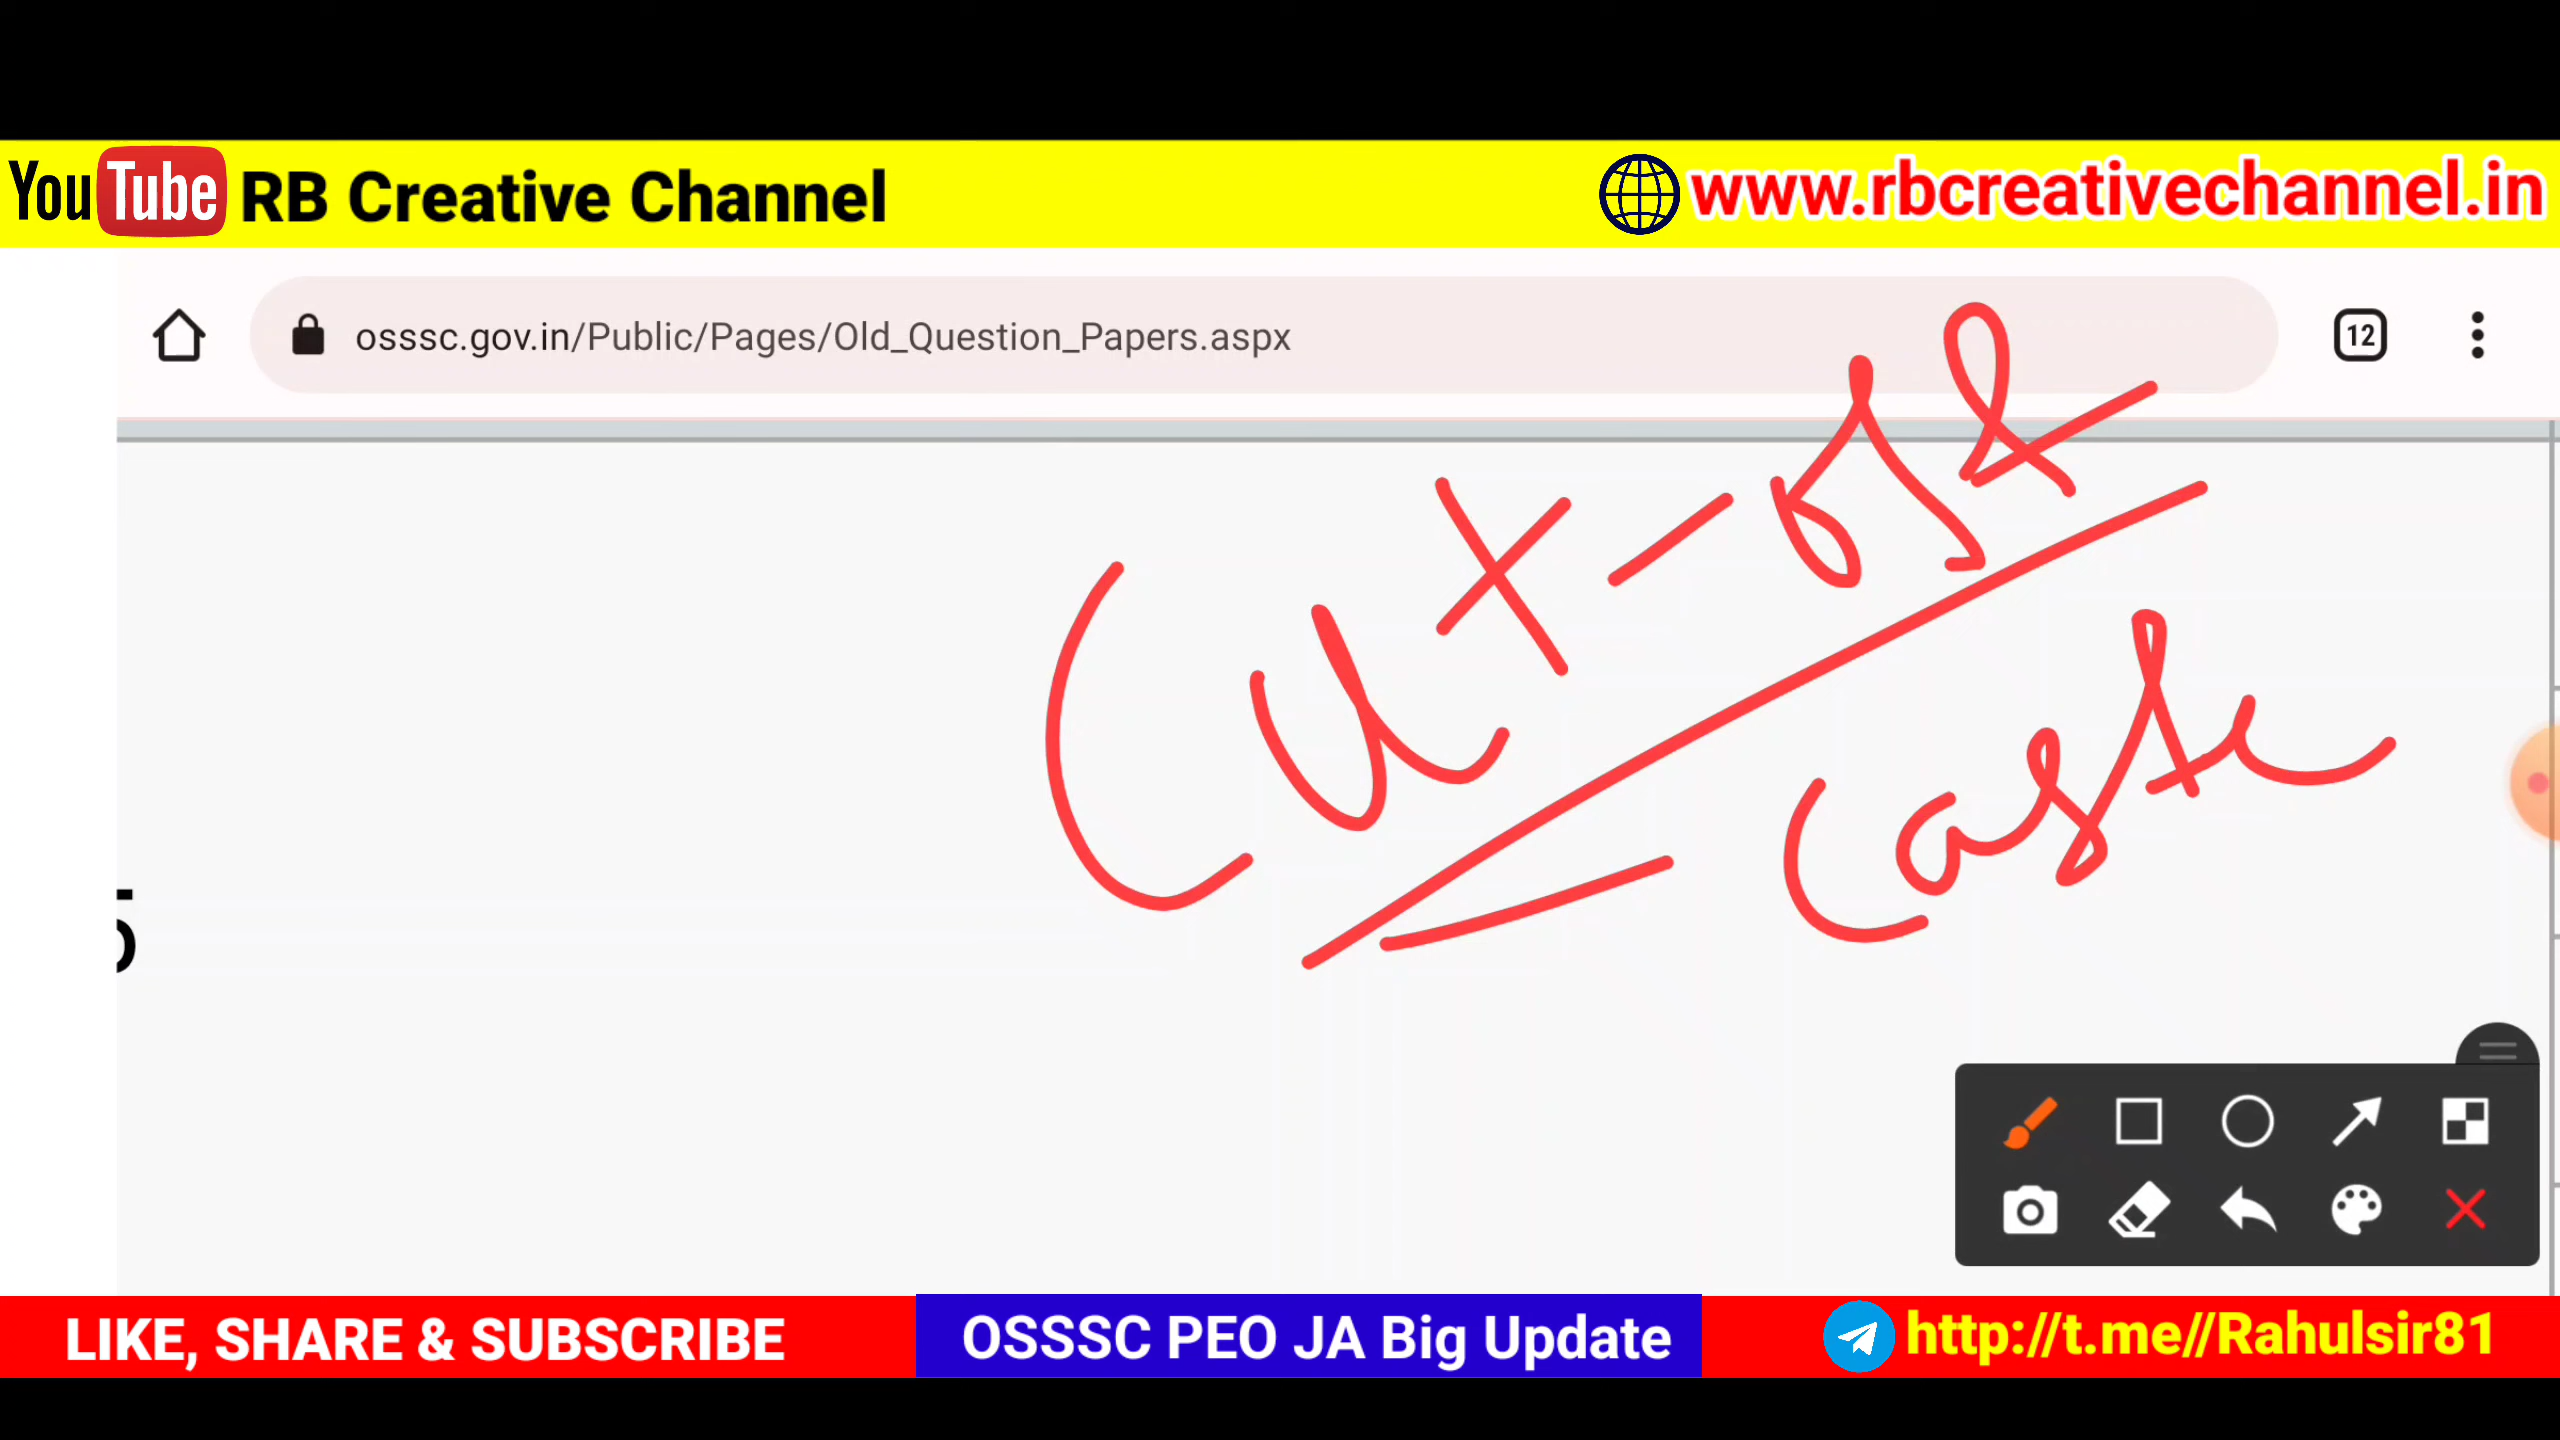 YouTube RB Creative Channel www.rbcreativechannel.in
osssc.gov.in/Public/Pages/Old_Question_Papers.aspx 12
Cut-off
- Caste
5
LIKE, SHARE & SUBSCRIBE OSSSC PEO JA Big Update http://t.me//Rahulsir81